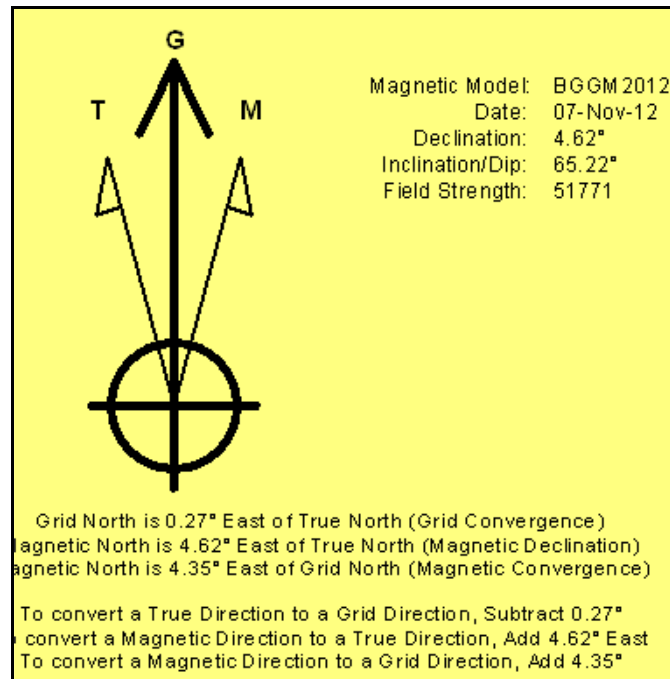 G
T
M
Magnetic Model: BGGM2012
Date: 07-Nov-12
Declination: 4.62°
Inclination/Dip: 65.22°
Field Strength: 51771
Grid North is 0.27° East of True North (Grid Convergence)
lagnetic North is 4.62° East of True North (Magnetic Declination)
agnetic North is 4.35° East of Grid North (Magnetic Convergence)
To convert a True Direction to a Grid Direction, Subtract 0.27°
convert a Magnetic Direction to a True Direction, Add 4.62° East
To convert a Magnetic Direction to a Grid Direction, Add 4.35°